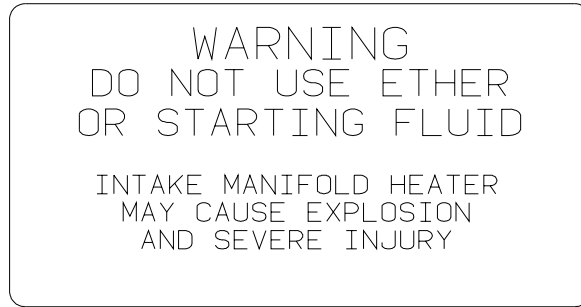 WARNING
DO NOT USE ETHER
OR STARTING FLUID
INTAKE MANIFOLD HEATER
MAY CAUSE EXPLOSION
AND SEVERE INJURY